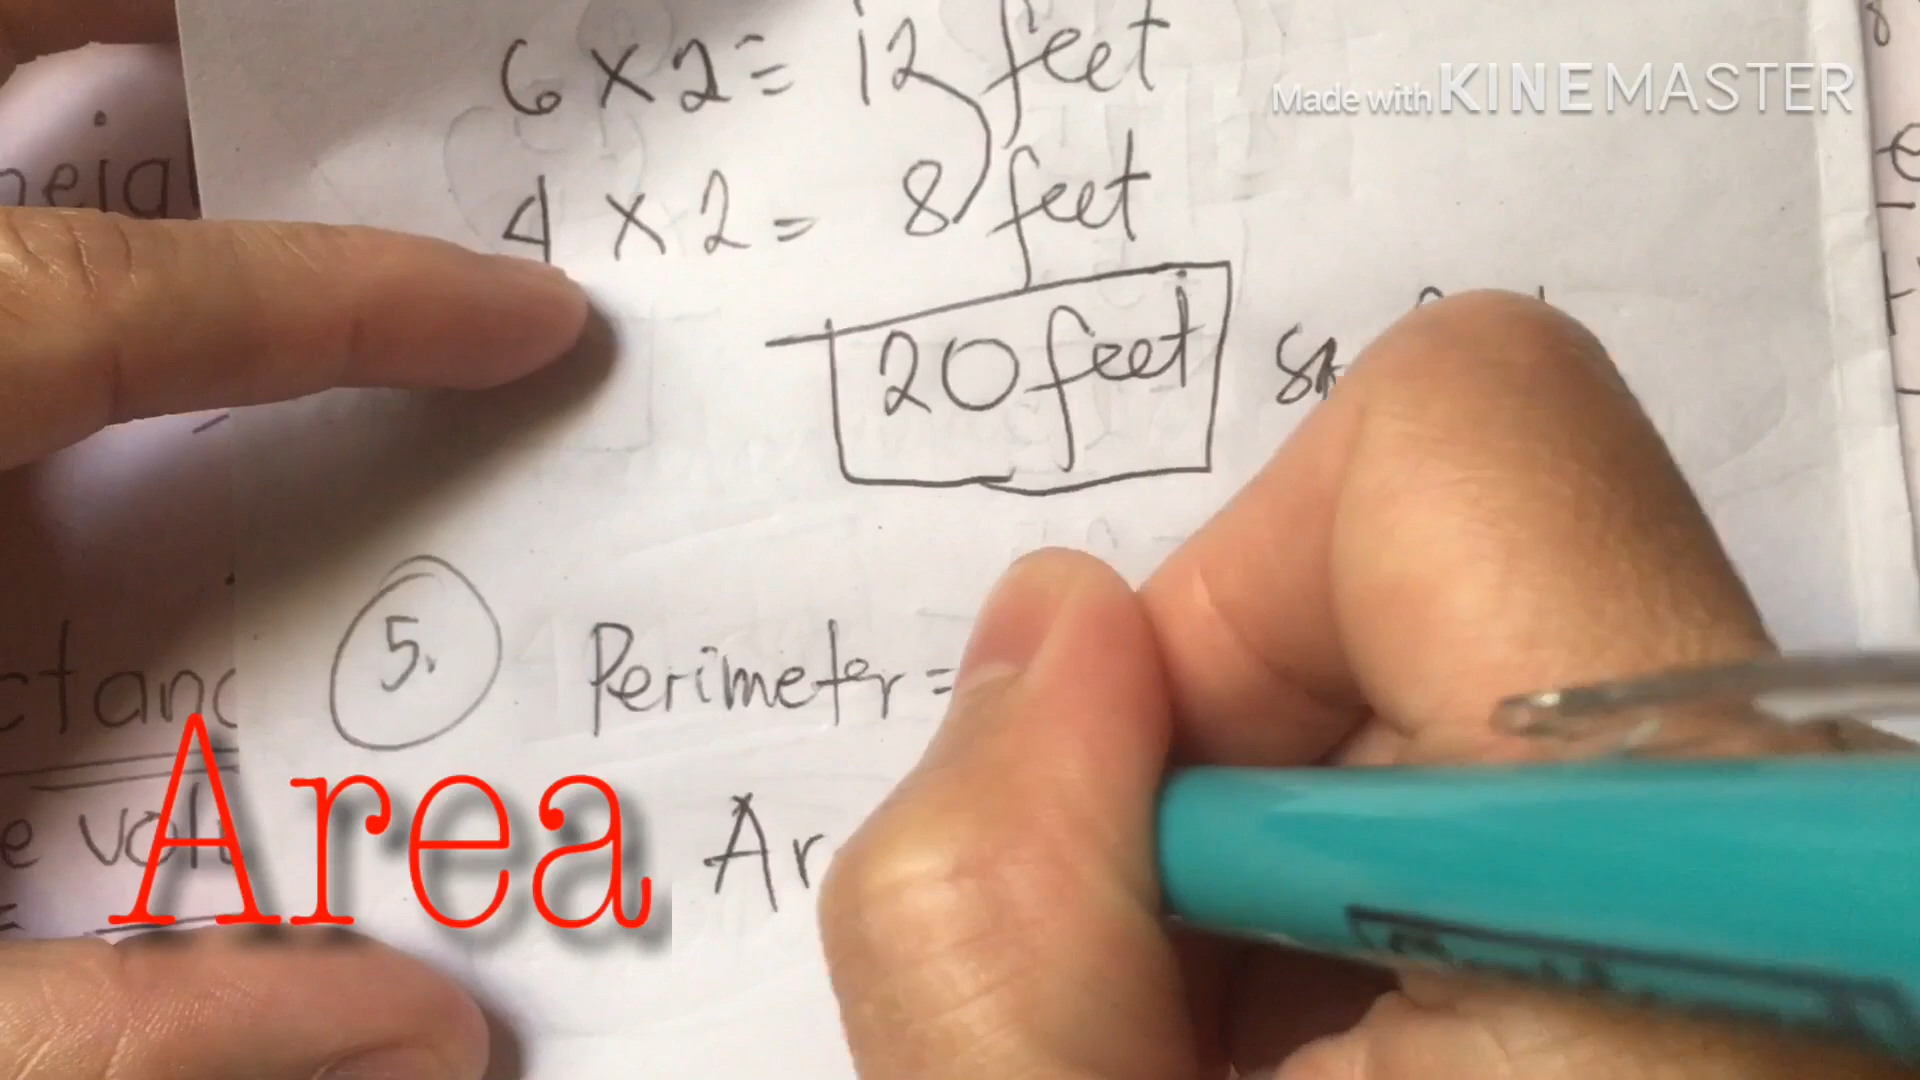 6 x 2 = 12 feet
Made with KINEMASTER
4 x 2 = 8 feet
20 feet
5. Perimeter =
Area
Ar